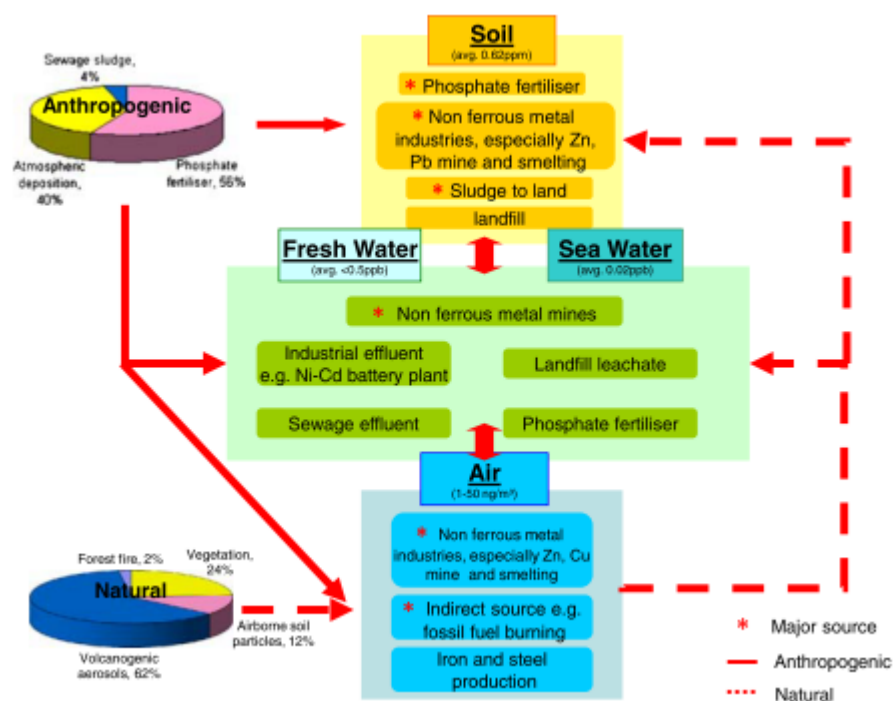 Soil
(avg. 0.62ppm)
* Phosphate fertiliser
* Non ferrous metal
industries, especially Zn,
Pb mine and smelting
* Sludge to land
landfill
Sewage sludge,
4%
Anthropogenic
Atmospheric
deposition,
40%
Phosphate
fertiliser, 56%
Fresh Water
(avg. <0.5ppb)
Sea Water
(avg. 0.02ppb)
* Non ferrous metal mines
Industrial effluent
e.g. Ni-Cd battery plant
Landfill leachate
Sewage effluent
Phosphate fertiliser
Air
(1-50 ng/m³)
* Non ferrous metal
industries, especially Zn, Cu
mine and smelting
* Indirect source e.g.
fossil fuel burning
Iron and steel
production
Forest fire, 2%
Vegetation,
24%
Natural
Airborne soil
particles, 12%
Volcanogenic
aerosols, 62%
* Major source
Anthropogenic
Natural